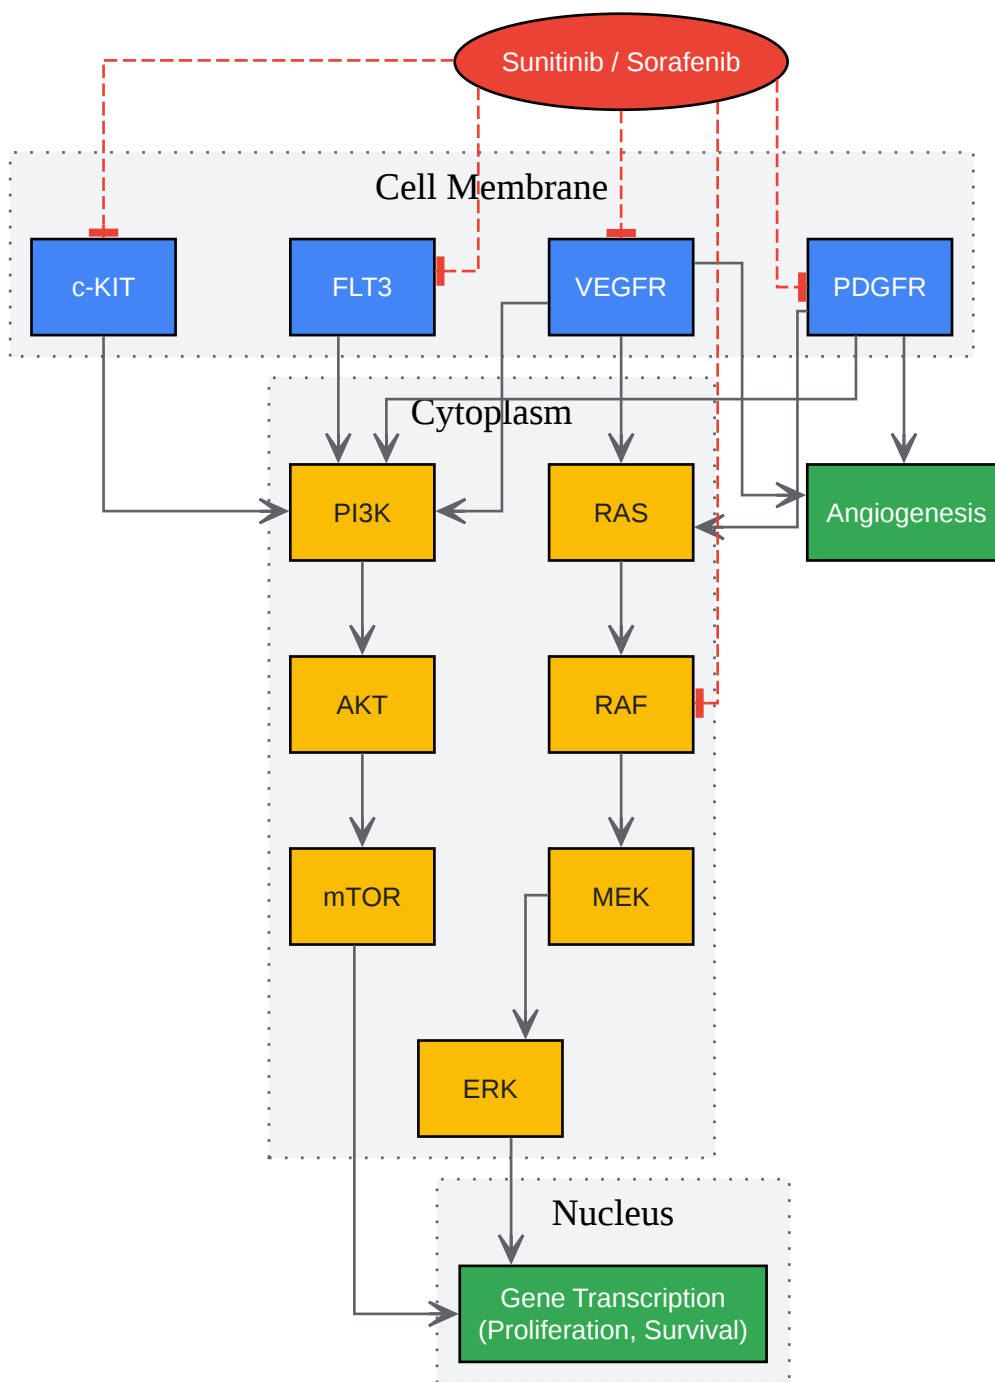 Sunitinib / Sorafenib
Cell Membrane
c-KIT
FLT3
VEGFR
PDGFR
Cytoplasm
PI3K
RAS
Angiogenesis
AKT
RAF
mTOR
MEK
ERK
Nucleus
Gene Transcription
(Proliferation, Survival)